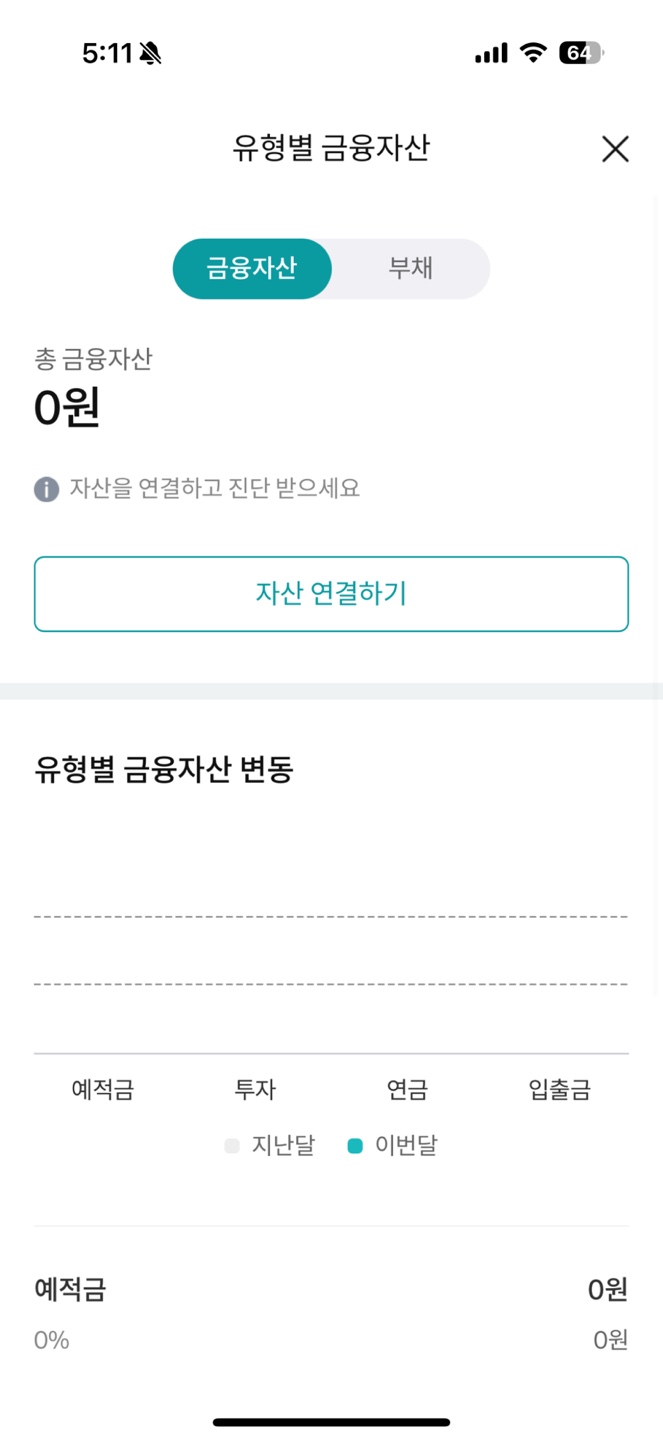 5:11
64
유형별 금융자산
금융자산 부채
총 금융자산
0원
자산을 연결하고 진단 받으세요
자산 연결하기
유형별 금융자산 변동
예적금 투자 연금 입출금
지난달 이번달
예적금 0원
0% 0원